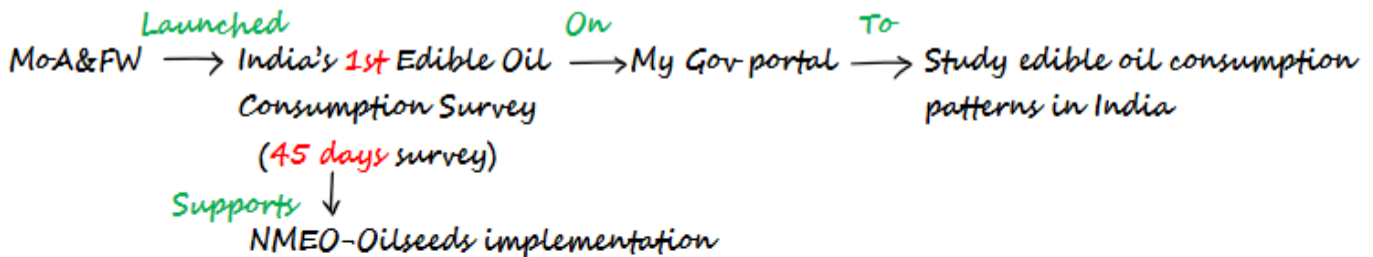 Launched On To
MoA&FW → India's 1st Edible Oil → My Gov portal → Study edible oil consumption
Consumption Survey patterns in India
(45 days survey)
Supports ↓
NMEO-Oilseeds implementation